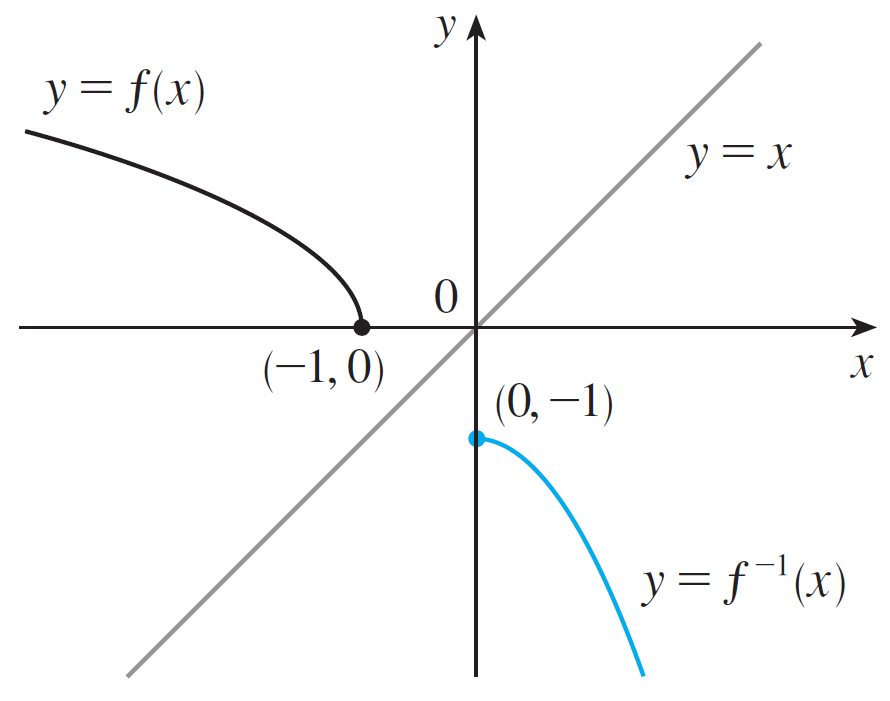 y
y = f(x)
y = x
0
(−1, 0)
x
(0, −1)
y = f⁻¹(x)